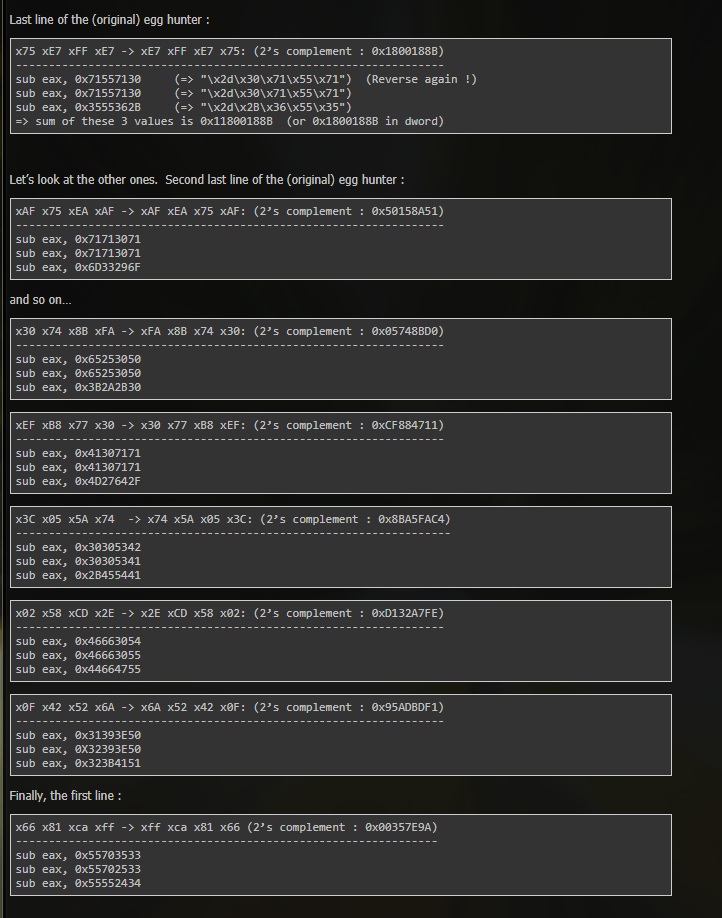 Last line of the (original) egg hunter :
x75 xE7 xFF xE7 -> xE7 xFF xE7 x75: (2’s complement : 0x1800188B)
-----------------------------------------------------------------
sub eax, 0x71557130     (=> "\x2d\x30\x71\x55\x71")  (Reverse again !)
sub eax, 0x71557130     (=> "\x2d\x30\x71\x55\x71")
sub eax, 0x3555362B     (=> "\x2d\x2B\x36\x55\x35")
=> sum of these 3 values is 0x11800188B  (or 0x1800188B in dword)
Let’s look at the other ones.  Second last line of the (original) egg hunter :
xAF x75 xEA xAF -> xAF xEA x75 xAF: (2’s complement : 0x50158A51)
-----------------------------------------------------------------
sub eax, 0x71713071
sub eax, 0x71713071
sub eax, 0x6D33296F
and so on…
x30 x74 x8B xFA -> xFA x8B x74 x30: (2’s complement : 0x05748BD0)
-----------------------------------------------------------------
sub eax, 0x65253050
sub eax, 0x65253050
sub eax, 0x3B2A2B30
xEF xB8 x77 x30 -> x30 x77 xB8 xEF: (2’s complement : 0xCF884711)
-----------------------------------------------------------------
sub eax, 0x41307171
sub eax, 0x41307171
sub eax, 0x4D27642F
x3C x05 x5A x74  -> x74 x5A x05 x3C: (2’s complement : 0x8BA5FAC4)
------------------------------------------------------------------
sub eax, 0x30305342
sub eax, 0x30305341
sub eax, 0x2B455441
x02 x58 xCD x2E -> x2E xCD x58 x02: (2’s complement : 0xD132A7FE)
-----------------------------------------------------------------
sub eax, 0x46663054
sub eax, 0x46663055
sub eax, 0x44664755
x0F x42 x52 x6A -> x6A x52 x42 x0F: (2’s complement : 0x95ADBDF1)
-----------------------------------------------------------------
sub eax, 0x31393E50
sub eax, 0X32393E50
sub eax, 0x323B4151
Finally, the first line :
x66 x81 xca xff -> xff xca x81 x66 (2’s complement : 0x00357E9A)
----------------------------------------------------------------
sub eax, 0x55703533
sub eax, 0x55702533
sub eax, 0x55552434